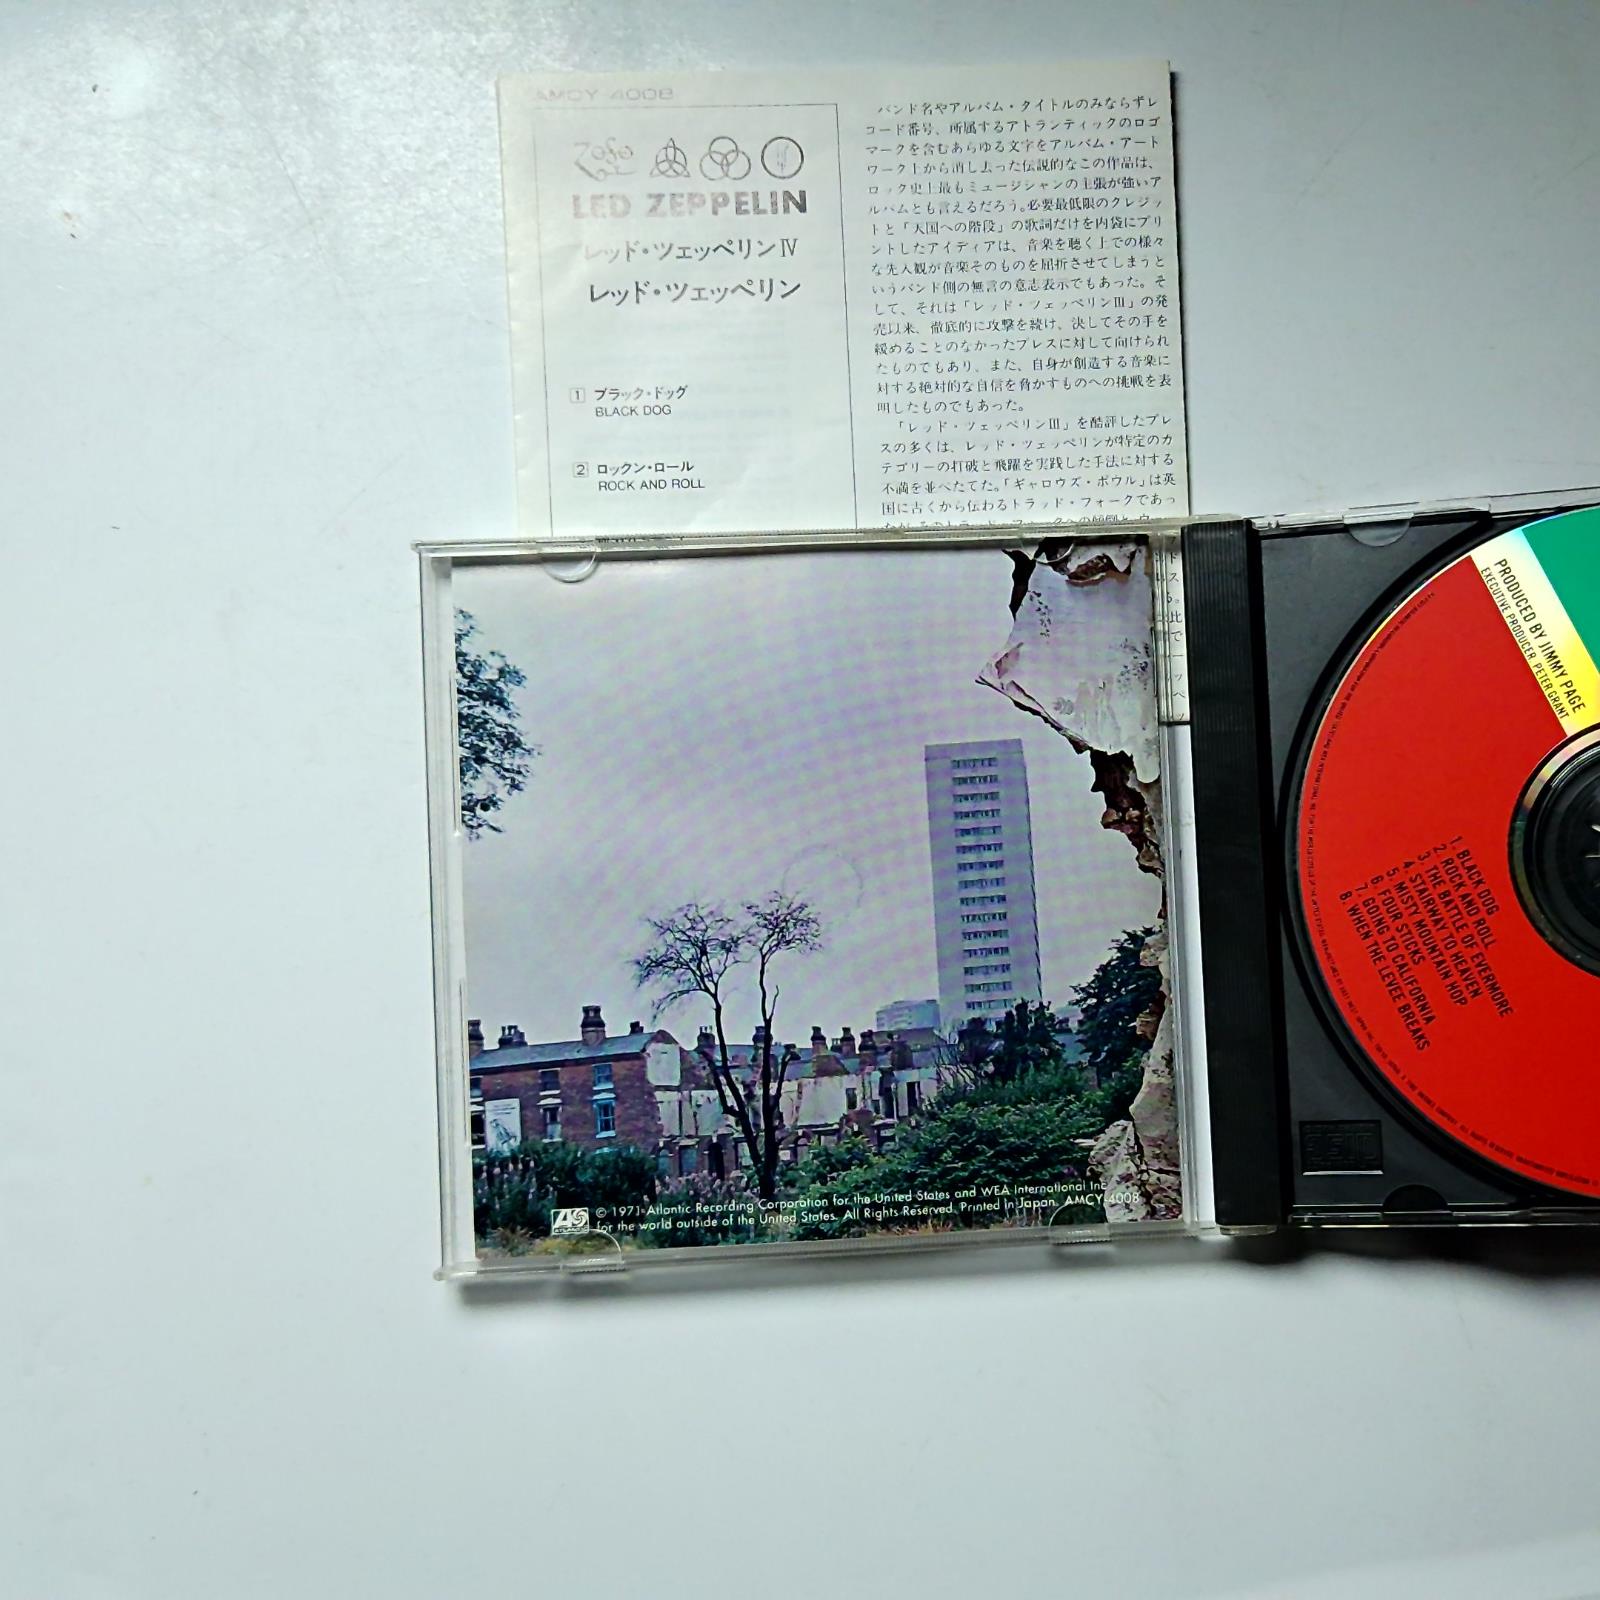 AMCY-4008
LED ZEPPELIN
レッド・ツェッペリン IV
レッド・ツェッペリン
1 ブラック・ドッグ
BLACK DOG
2 ロックン・ロール
ROCK AND ROLL
バンド名やアルバム・タイトルのみならずレ
コード番号、所属するアトランティックのロゴ
マークを含むあらゆる文字をアルバム・アート
ワーク上から消し去った伝説的なこの作品は、
ロック史上最もミュージシャンの主張が強いア
ルバムとも言えるだろう。必要最低限のクレジッ
トと「天国への階段」の歌詞だけを内袋にプリ
ントしたアイディアは、音楽を聴く上での様々
な先入観が音楽そのものを屈折させてしまうと
いうバンド側の無言の意志表示でもあった。そ
して、それは「レッド・ツェッペリンIII」の発
売以来、徹底的に攻撃を続け、決してその手を
緩めることのなかったプレスに対して向けられ
たものでもあり、また、自身が創造する音楽に
対する絶対的な自信を脅かすものへの挑戦を表
明したものでもあった。
「レッド・ツェッペリンIII」を酷評したプレ
スの多くは、レッド・ツェッペリンが特定のカ
テゴリーの打破と飛躍を実践した手法に対する
不満を並べたてた。「ギャロウズ・ポウル」は英
国に古くから伝わるトラッド・フォークであっ
ド
ス
る。
比
で
ー
ッ
ペ
ATLANTIC
© 1971 Atlantic Recording Corporation for the United States and WEA International Inc
for the world outside of the United States. All Rights Reserved. Printed in Japan. AMCY-4008
PRODUCED BY JIMMY PAGE
EXECUTIVE PRODUCER: PETER GRANT
1. BLACK DOG
2. ROCK AND ROLL
3. THE BATTLE OF EVERMORE
4. STAIRWAY TO HEAVEN
5. MISTY MOUNTAIN HOP
6. FOUR STICKS
7. GOING TO CALIFORNIA
8. WHEN THE LEVEE BREAKS